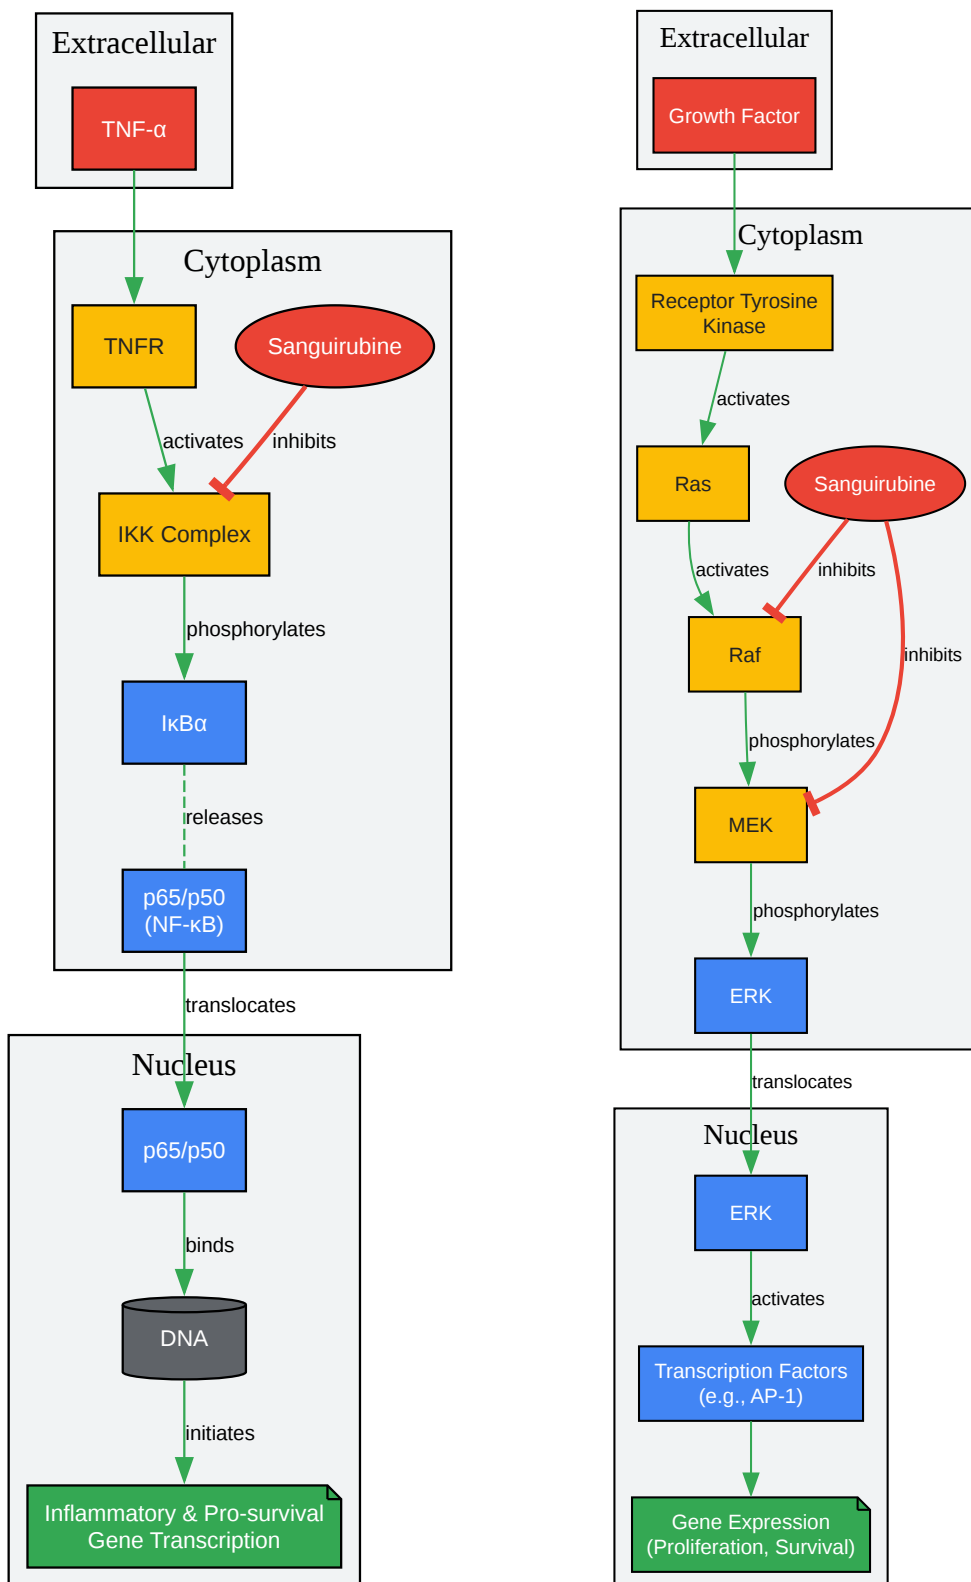 Extracellular
TNF-α
Cytoplasm
TNFR
Sanguirubine
activates
inhibits
IKK Complex
phosphorylates
IκBα
releases
p65/p50
(NF-κB)
translocates
Nucleus
p65/p50
binds
DNA
initiates
Inflammatory & Pro-survival
Gene Transcription
Extracellular
Growth Factor
Cytoplasm
Receptor Tyrosine
Kinase
activates
Ras
Sanguirubine
activates
inhibits
Raf
inhibits
phosphorylates
MEK
phosphorylates
ERK
translocates
Nucleus
ERK
activates
Transcription Factors
(e.g., AP-1)
Gene Expression
(Proliferation, Survival)